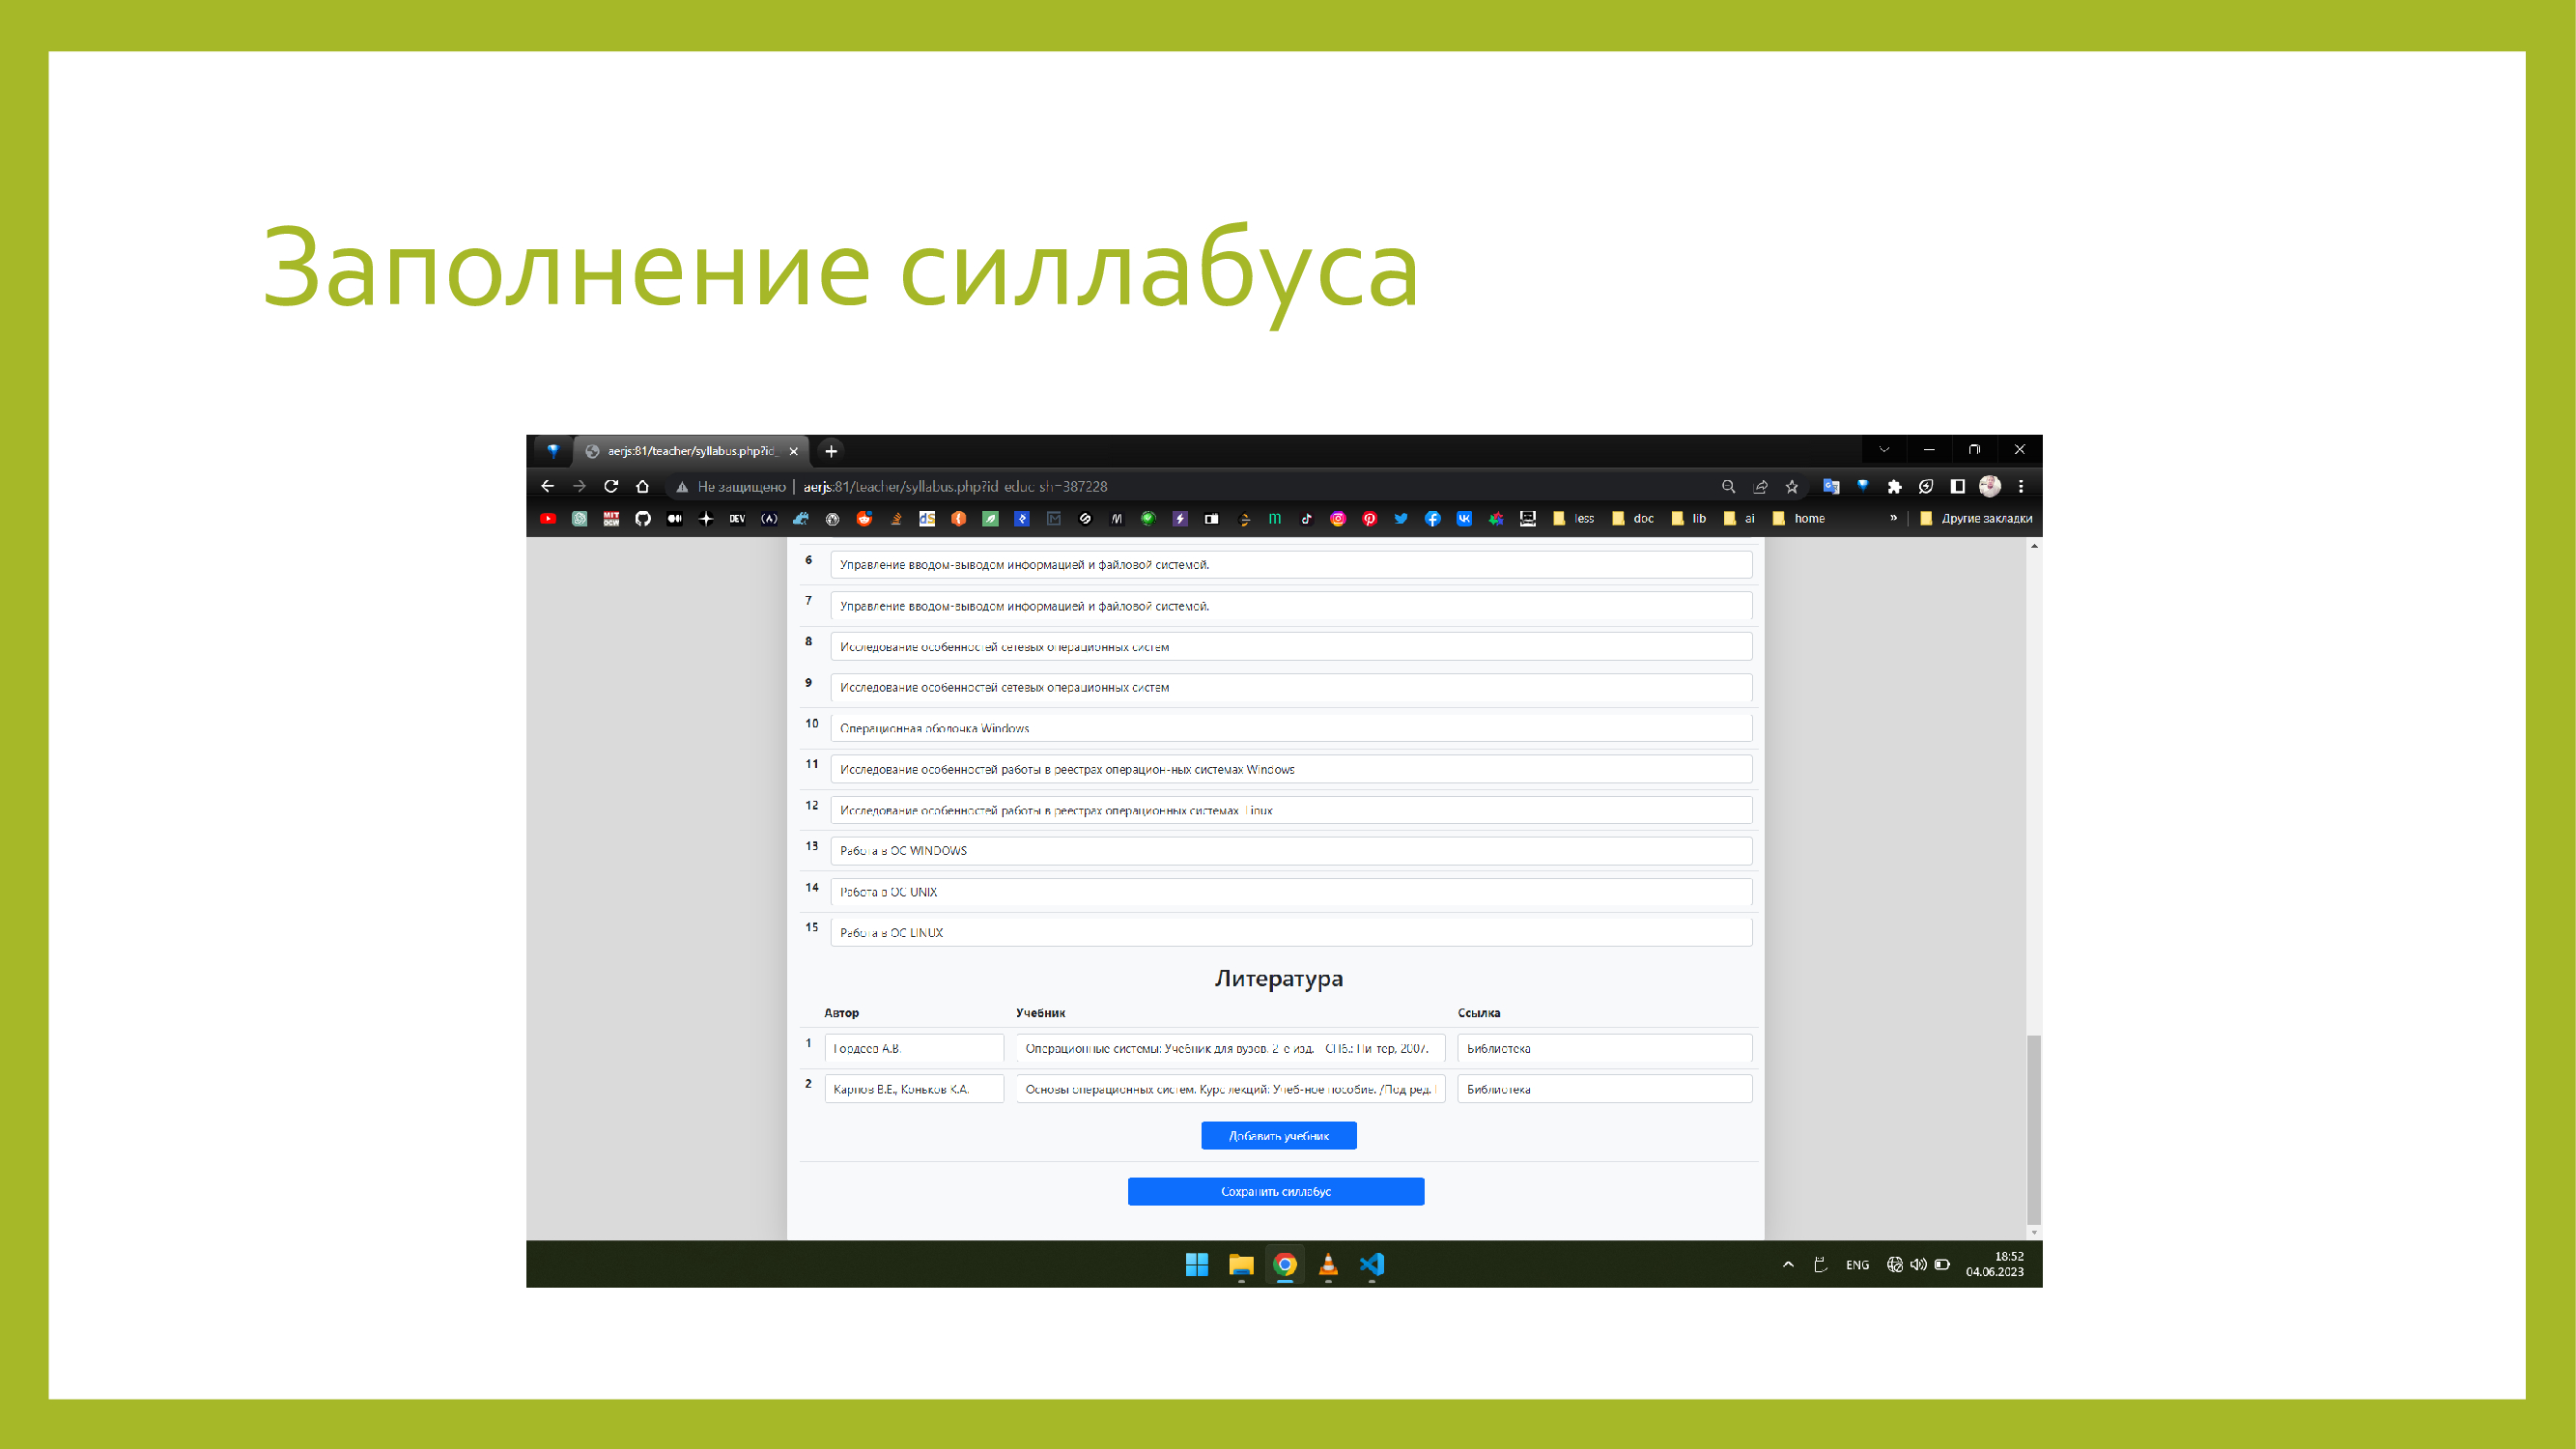 Заполнение силлабуса
aerjs:81/teacher/syllabus.php?id_
Не защищено | aerjs:81/teacher/syllabus.php?id_educ_sh=387228
MIT OCW DEV less doc lib ai home » Другие закладки
6 Управление вводом-выводом информацией и файловой системой.
7 Управление вводом-выводом информацией и файловой системой.
8 Исследование особенностей сетевых операционных систем
9 Исследование особенностей сетевых операционных систем
10 Операционная оболочка Windows
11 Исследование особенностей работы в реестрах операцион-ных системах Windows
12 Исследование особенностей работы в реестрах операционных системах Linux
13 Работа в ОС WINDOWS
14 Работа в ОС UNIX
15 Работа в ОС LINUX
Литература
Автор Учебник Ссылка
1 Гордеев А.В. Операционные системы: Учебник для вузов. 2-е изд. - СПб.: Пи-тер, 2007. Библиотека
2 Карпов В.Е., Коньков К.А. Основы операционных систем. Курс лекций: Учеб-ное пособие. /Под ред. Библиотека
Добавить учебник
Сохранить силлабус
ENG
18:52
04.06.2023